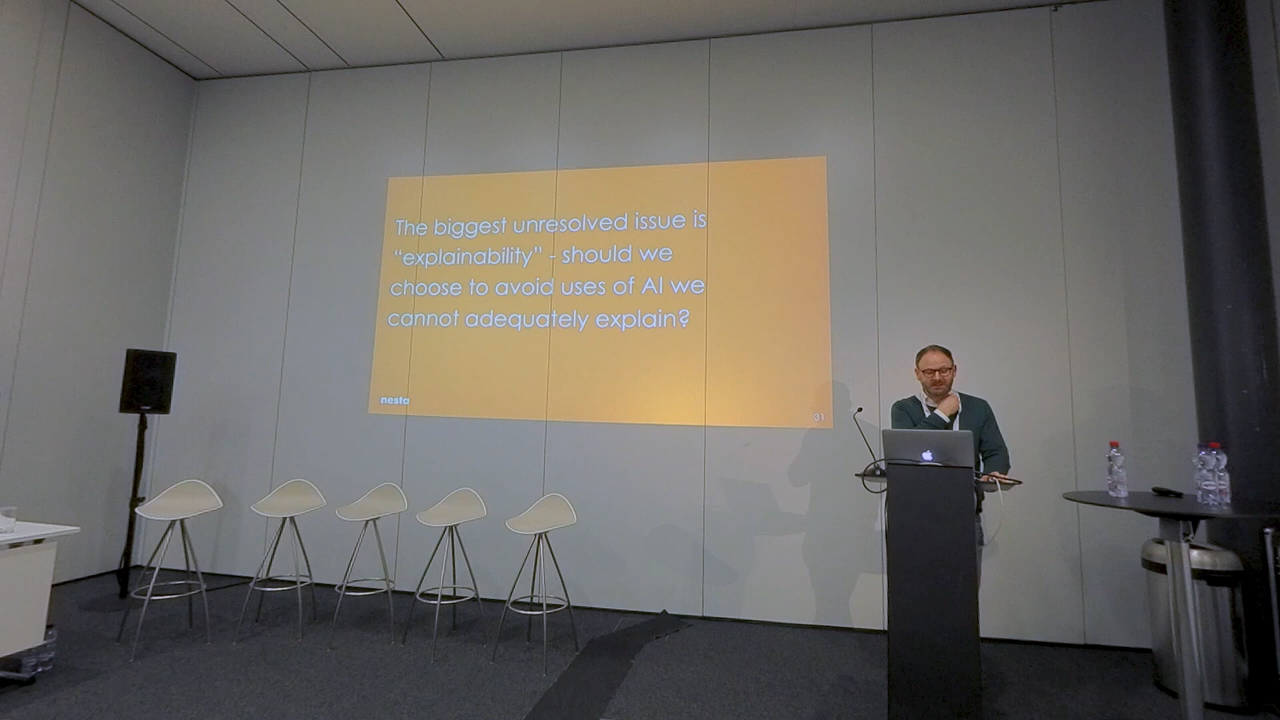 The biggest unresolved issue is
“explainability” - should we
choose to avoid uses of AI we
cannot adequately explain?
nesta
31